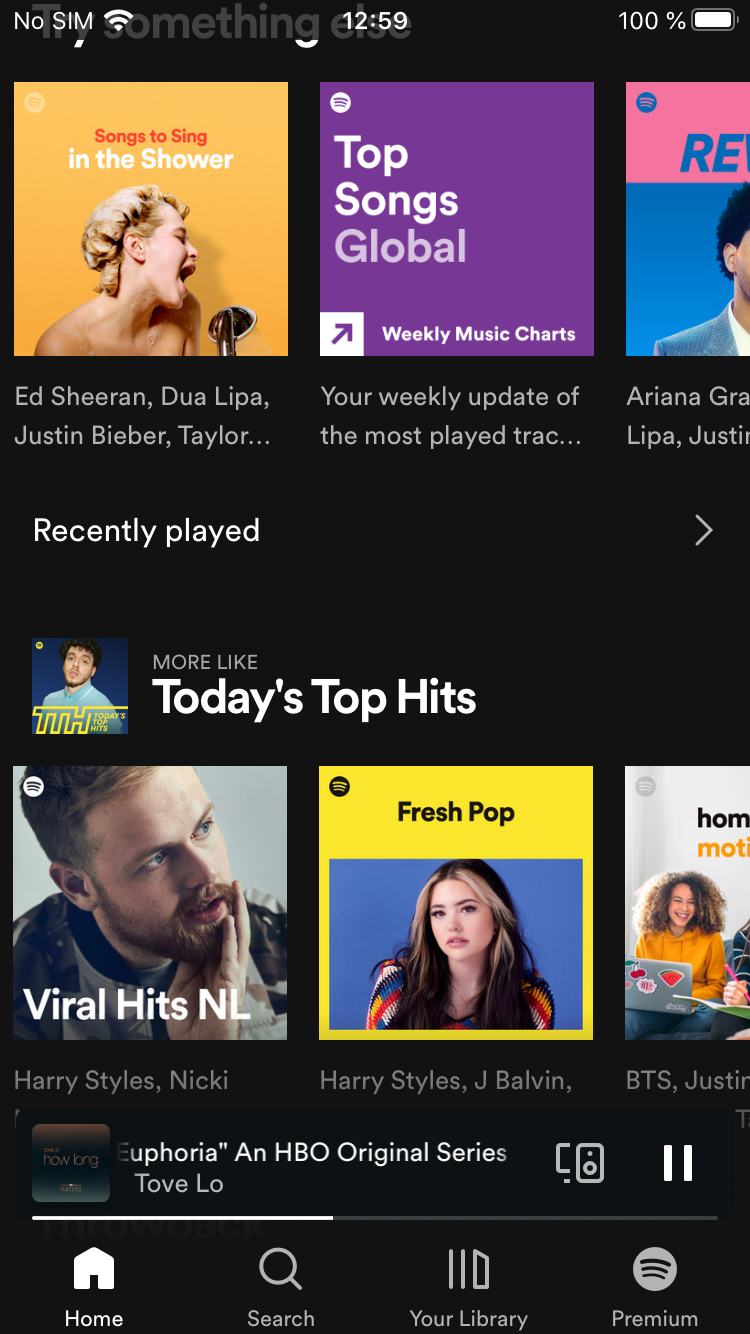 No SIM
12:59
100 %
Try something else
Songs to Sing
in the Shower
Top
Songs
Global
Weekly Music Charts
REV
Ed Sheeran, Dua Lipa,
Justin Bieber, Taylor…
Your weekly update of
the most played trac…
Ariana Gra
Lipa, Justi
Recently played
TTH
TODAY'S
TOP
HITS
MORE LIKE
Today's Top Hits
Viral Hits NL
Fresh Pop
hom
moti
Harry Styles, Nicki
Harry Styles, J Balvin,
BTS, Justin
Ta
how long
Euphoria" An HBO Original Series
Tove Lo
Throwback
Home
Search
Your Library
Premium